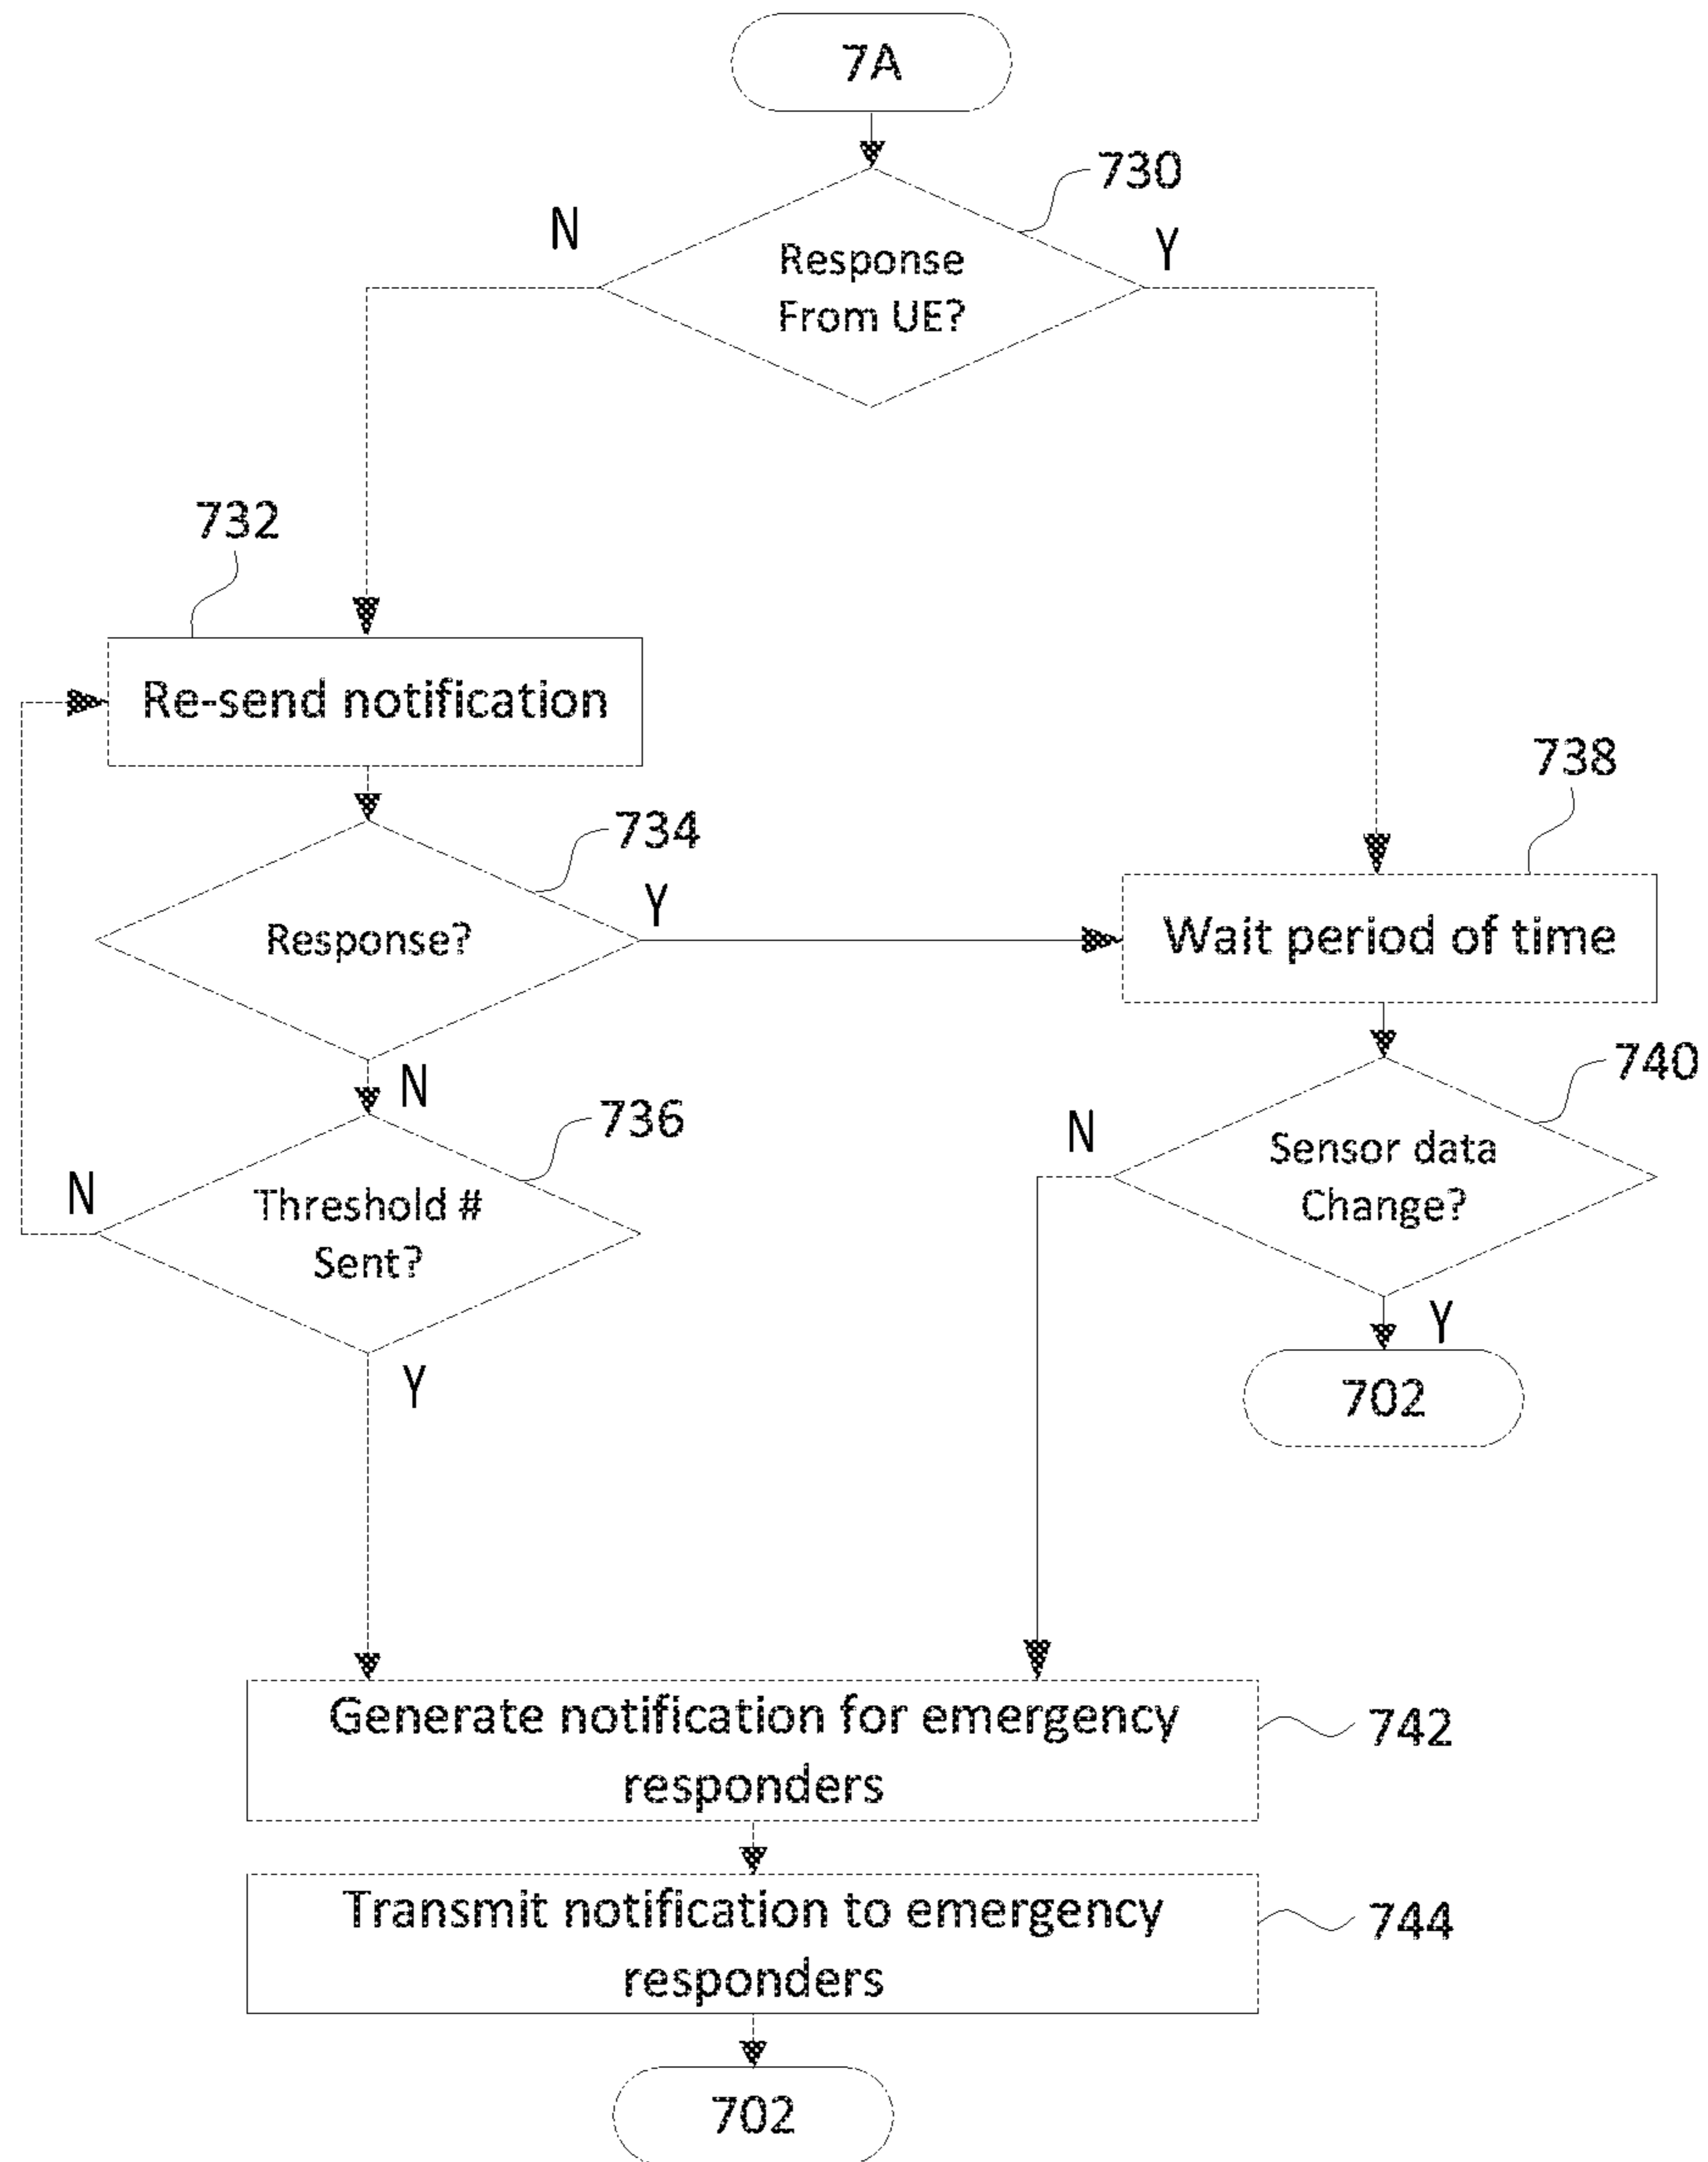 7A
730
N
Y
Response
From UE?
732
Re-send notification
738
734
Y
Response?
Wait period of time
N
740
736
N
Sensor data
Change?
N
Threshold #
Sent?
Y
Y
702
Generate notification for emergency
responders
742
Transmit notification to emergency
responders
744
702